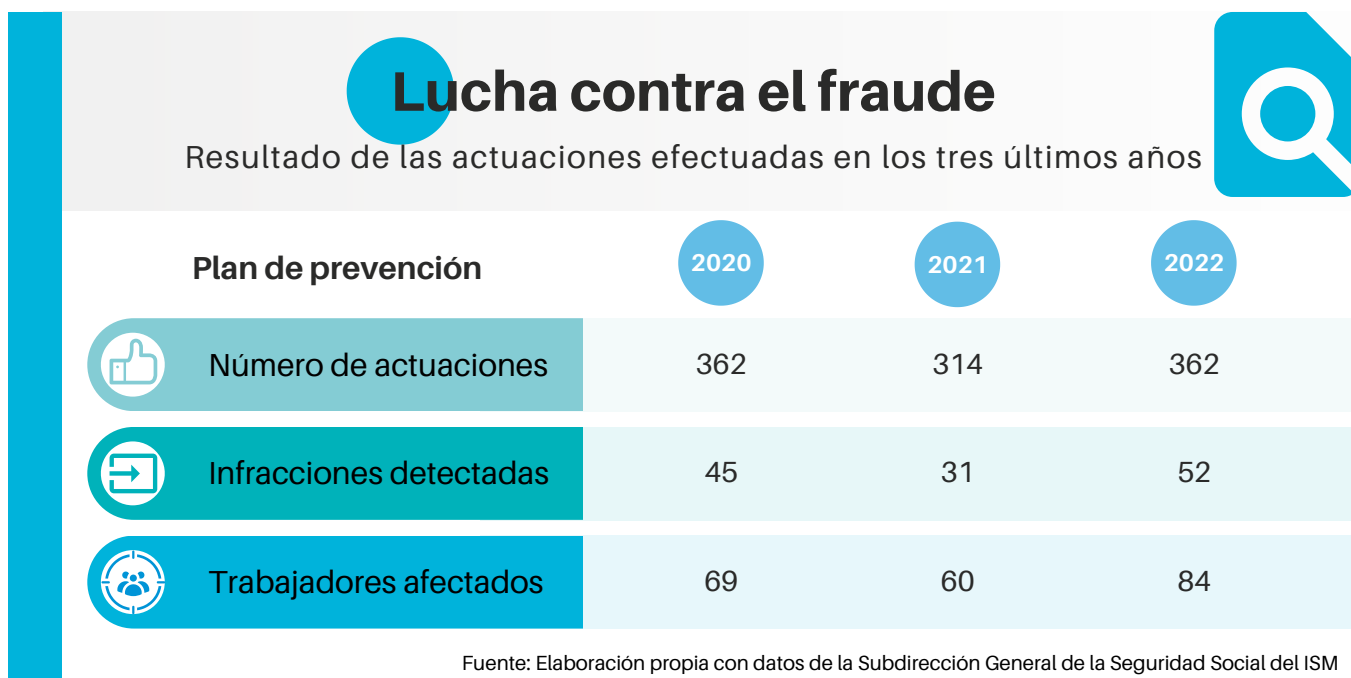 Lucha contra el fraude
Resultado de las actuaciones efectuadas en los tres últimos años
Plan de prevención 2020 2021 2022
Número de actuaciones 362 314 362
Infracciones detectadas 45 31 52
Trabajadores afectados 69 60 84
Fuente: Elaboración propia con datos de la Subdirección General de la Seguridad Social del ISM